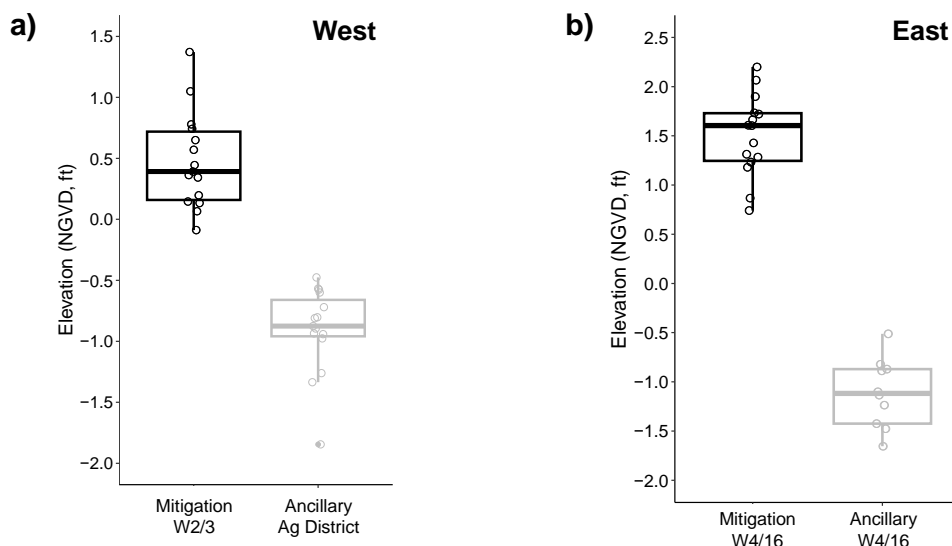 a)
West
Elevation (NGVD, ft)
1.5
1.0
0.5
0.0
−0.5
−1.0
−1.5
−2.0
Mitigation
W2/3
Ancillary
Ag District
b)
East
Elevation (NGVD, ft)
2.5
2.0
1.5
1.0
0.5
0.0
−0.5
−1.0
−1.5
−2.0
Mitigation
W4/16
Ancillary
W4/16